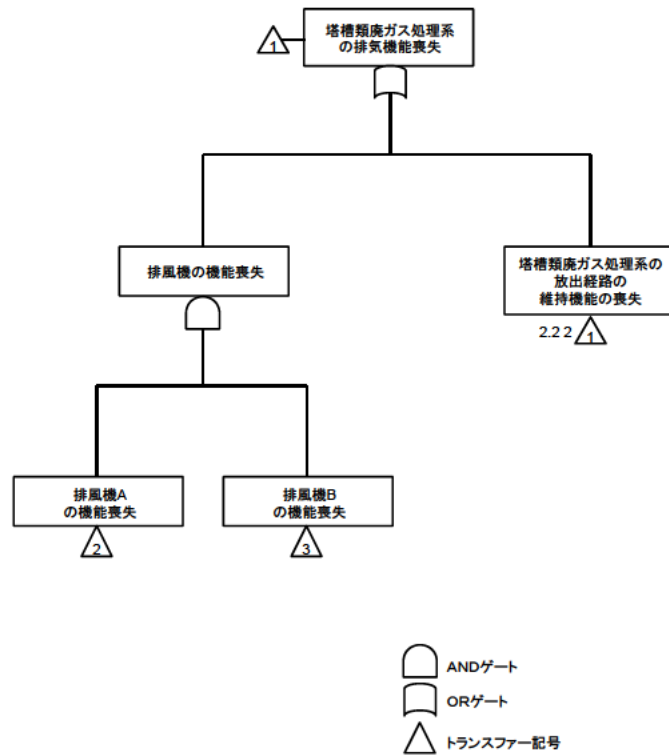 塔槽類廃ガス処理系
の排気機能喪失
1
排風機の機能喪失
塔槽類廃ガス処理系の
放出経路の
維持機能の喪失
2.2 2
1
排風機A
の機能喪失
排風機B
の機能喪失
2
3
ANDゲート
ORゲート
トランスファー記号